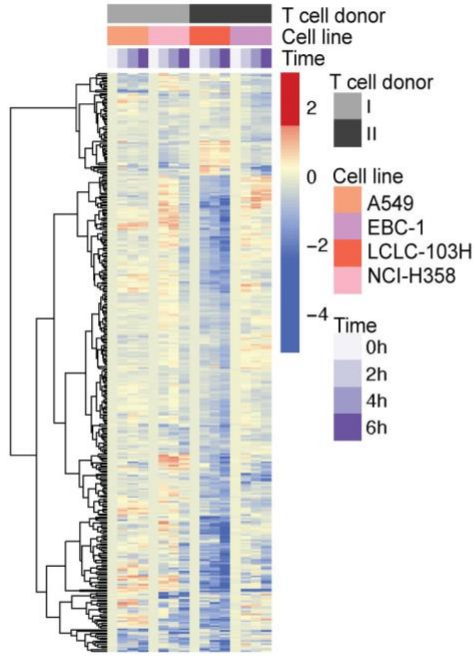 T cell donor
Cell line
Time
2
0
−2
−4
T cell donor
I
II
Cell line
A549
EBC-1
LCLC-103H
NCI-H358
Time
0h
2h
4h
6h